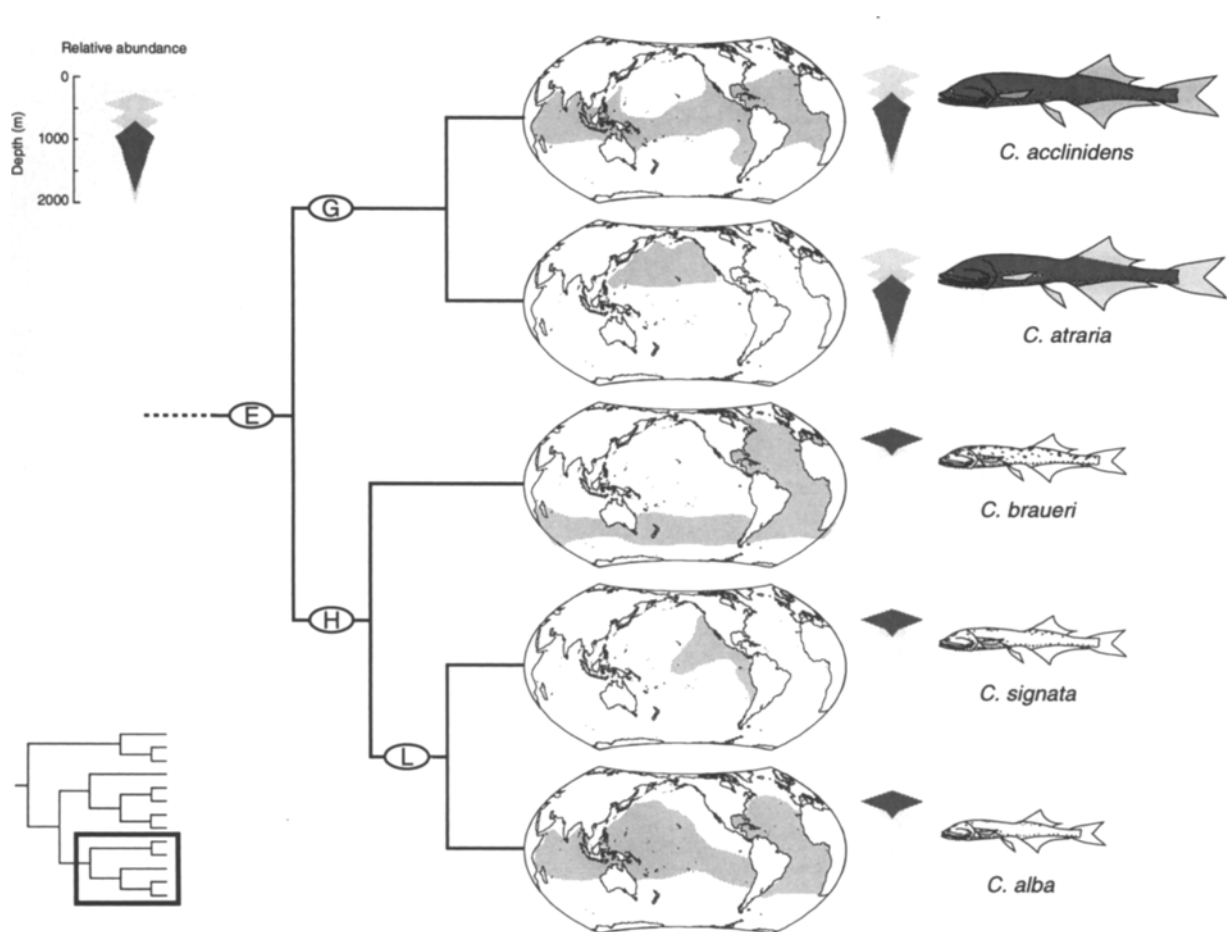 Relative abundance
0
1000
2000
Depth (m)
G
E
H
L
C. acclinidens
C. atraria
C. braueri
C. signata
C. alba